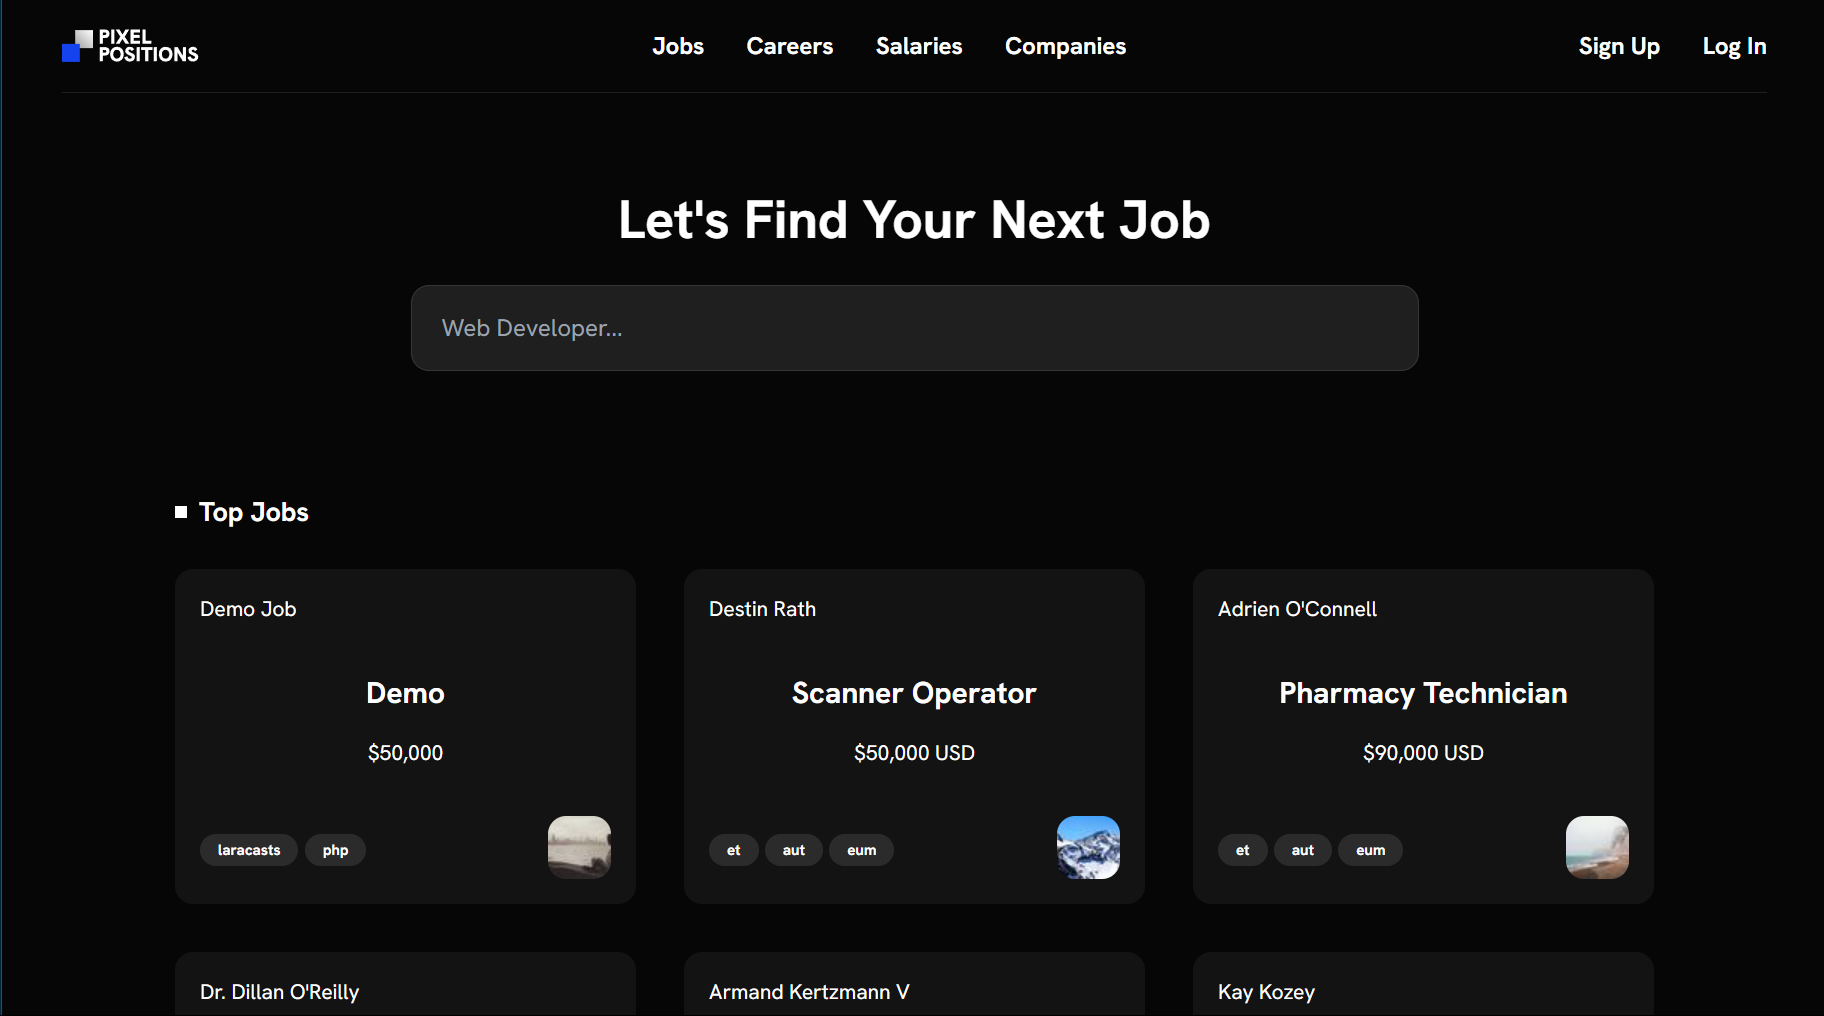 PIXEL
POSITIONS
Jobs Careers Salaries Companies
Sign Up Log In
Let's Find Your Next Job
Web Developer...
Top Jobs
Demo Job
Demo
$50,000
laracasts php
Destin Rath
Scanner Operator
$50,000 USD
et aut eum
Adrien O'Connell
Pharmacy Technician
$90,000 USD
et aut eum
Dr. Dillan O'Reilly
Armand Kertzmann V
Kay Kozey